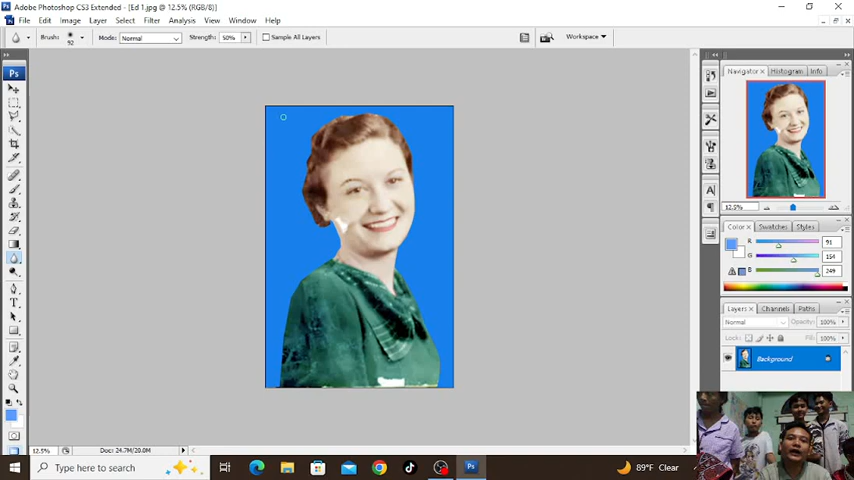 Adobe Photoshop CS3 Extended - [Ed 1.jpg @ 12.5% (RGB/8)]
File Edit Image Layer Select Filter Analysis View Window Help
Brush: 92 Mode: Normal Strength: 50% Sample All Layers Workspace
Ps
Navigator Histogram Info
12.5%
Color Swatches Styles
R 91
G 154
B 249
Layers Channels Paths
Normal Opacity: 100%
Lock: Fill: 100%
Background
12.5% Doc: 24.7M/20.0M
Type here to search
Ps
89°F Clear